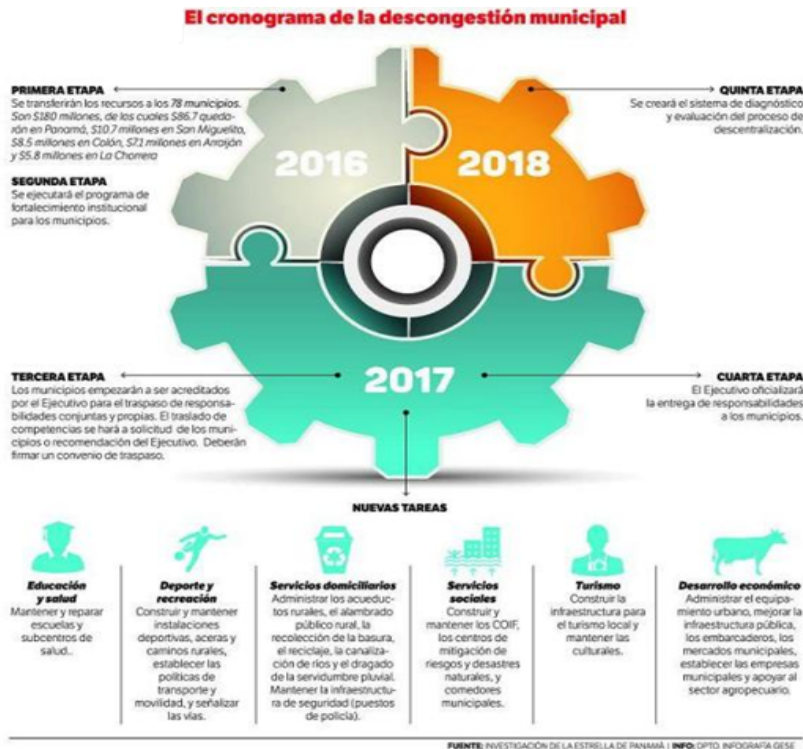 El cronograma de la descongestión municipal
PRIMERA ETAPA
Se transferirán los recursos a los 78 municipios.
Son $180 millones, de los cuales $86.7 queda-
rón en Panamá, $10.7 millones en San Miguelito,
$8.5 millones en Colón, $7.1 millones en Arraiján
y $5.8 millones en La Chorrera
SEGUNDA ETAPA
Se ejecutará el programa de
fortalecimiento institucional
para los municipios.
2016
2018
QUINTA ETAPA
Se creará el sistema de diagnóstico
y evaluación del proceso de
descentralización.
TERCERA ETAPA
Los municipios empezarán a ser acreditados
por el Ejecutivo para el traspaso de responsa-
bilidades conjuntas y propias. El traslado de
competencias se hará a solicitud de los muni-
cipios o recomendación del Ejecutivo. Deberán
firmar un convenio de traspaso.
2017
CUARTA ETAPA
El Ejecutivo oficializará
la entrega de responsabilidades
a los municipios.
NUEVAS TAREAS
Educación
y salud
Mantener y reparar
escuelas y
subcentros de
salud..
Deporte y
recreación
Construir y mantener
instalaciones
deportivas, aceras y
caminos rurales,
establecer las
políticas de
transporte y
movilidad, y señalizar
las vías.
Servicios domiciliarios
Administrar los acueduc-
tos rurales, el alambrado
público rural, la
recolección de la basura,
el reciclaje, la canaliza-
ción de ríos y el dragado
de la servidumbre pluvial.
Mantener la infraestructu-
ra de seguridad (puestos
de policía).
Servicios
sociales
Construir y
mantener los COIF,
los centros de
mitigación de
riesgos y desastres
naturales, y
comedores
municipales.
Turismo
Construir la
infraestructura para
el turismo local y
mantener las
culturales.
Desarrollo económico
Administrar el equipa-
miento urbano, mejorar la
infraestructura pública,
los embarcaderos, los
mercados municipales,
establecer las empresas
municipales y apoyar al
sector agropecuario.
FUENTE: INVESTIGACIÓN DE LA ESTRELLA DE PANAMÁ | INFO: DPTO. INFOGRAFÍA GESE